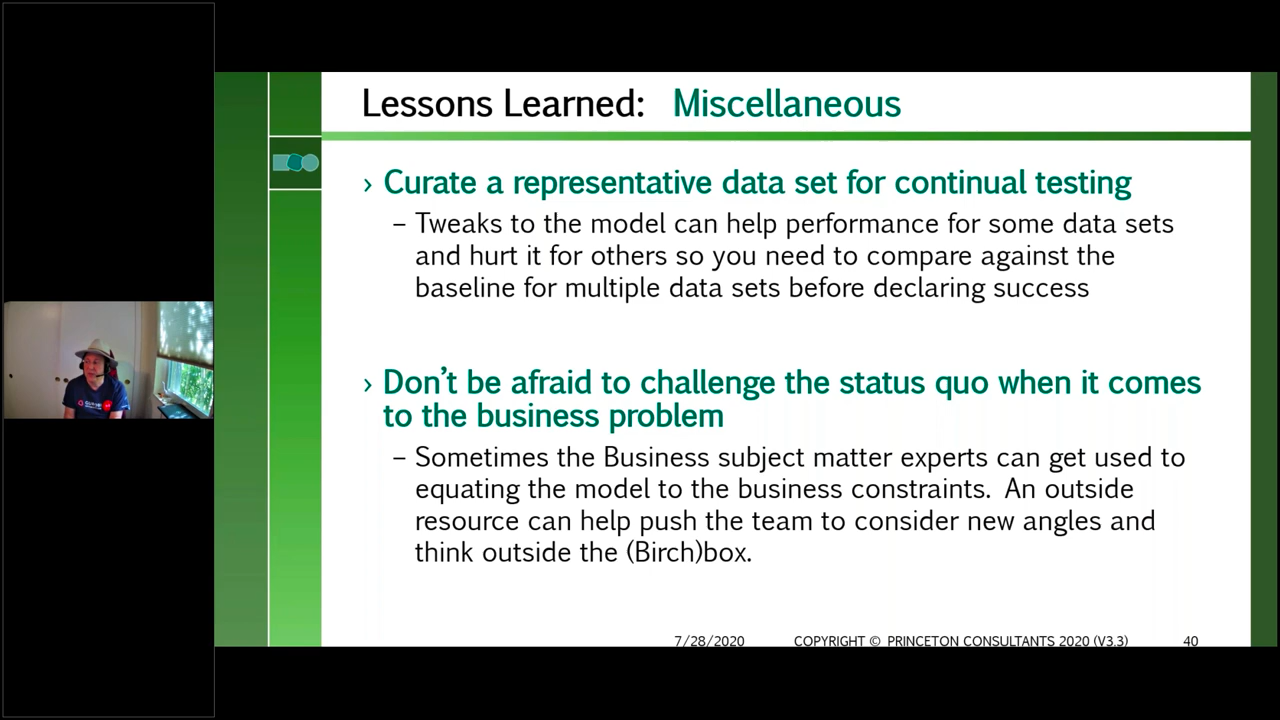 Lessons Learned: Miscellaneous
› Curate a representative data set for continual testing
– Tweaks to the model can help performance for some data sets
and hurt it for others so you need to compare against the
baseline for multiple data sets before declaring success
› Don’t be afraid to challenge the status quo when it comes
to the business problem
– Sometimes the Business subject matter experts can get used to
equating the model to the business constraints. An outside
resource can help push the team to consider new angles and
think outside the (Birch)box.
7/28/2020 COPYRIGHT © PRINCETON CONSULTANTS 2020 (V3.3) 40